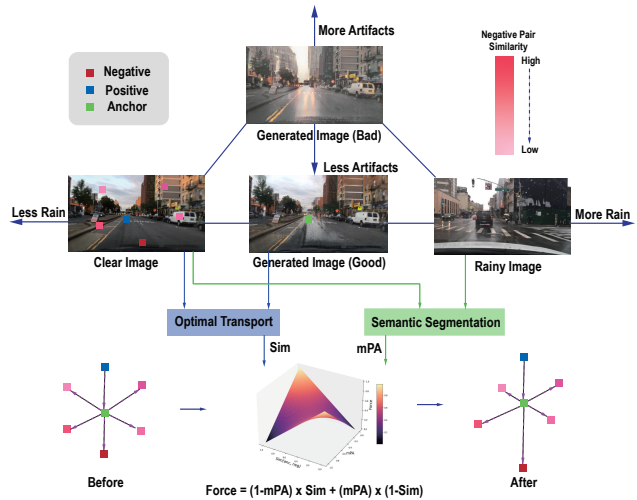 More Artifacts
Negative
Positive
Anchor
Negative Pair
Similarity
High
Low
Generated Image (Bad)
Less Artifacts
Less Rain
More Rain
Clear Image
Generated Image (Good)
Rainy Image
Optimal Transport
Semantic Segmentation
Sim
mPA
Force
mPA
Before
After
Force = (1-mPA) x Sim + (mPA) x (1-Sim)